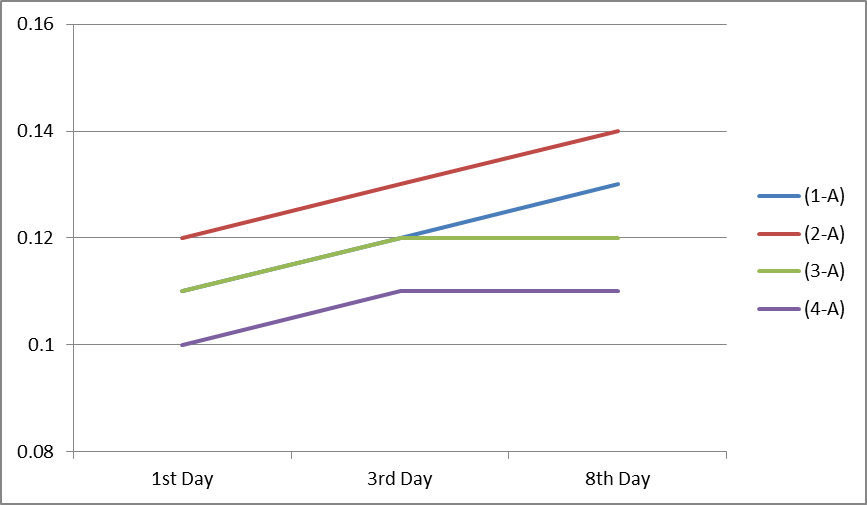 0.16
0.14
0.12
0.1
0.08
1st Day
3rd Day
8th Day
(1-A)
(2-A)
(3-A)
(4-A)